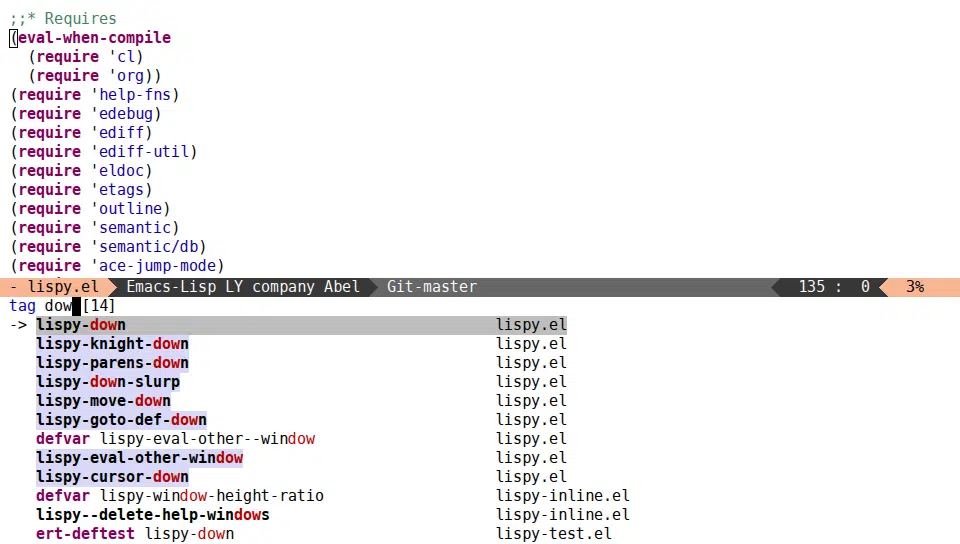 ;;* Requires
(eval-when-compile
  (require 'cl)
  (require 'org))
(require 'help-fns)
(require 'edebug)
(require 'ediff)
(require 'ediff-util)
(require 'eldoc)
(require 'etags)
(require 'outline)
(require 'semantic)
(require 'semantic/db)
(require 'ace-jump-mode)
- lispy.el Emacs-Lisp LY company Abel Git-master 135 : 0 3%
tag dow [14]
-> lispy-down lispy.el
lispy-knight-down lispy.el
lispy-parens-down lispy.el
lispy-down-slurp lispy.el
lispy-move-down lispy.el
lispy-goto-def-down lispy.el
defvar lispy-eval-other--window lispy.el
lispy-eval-other-window lispy.el
lispy-cursor-down lispy.el
defvar lispy-window-height-ratio lispy-inline.el
lispy--delete-help-windows lispy-inline.el
ert-deftest lispy-down lispy-test.el